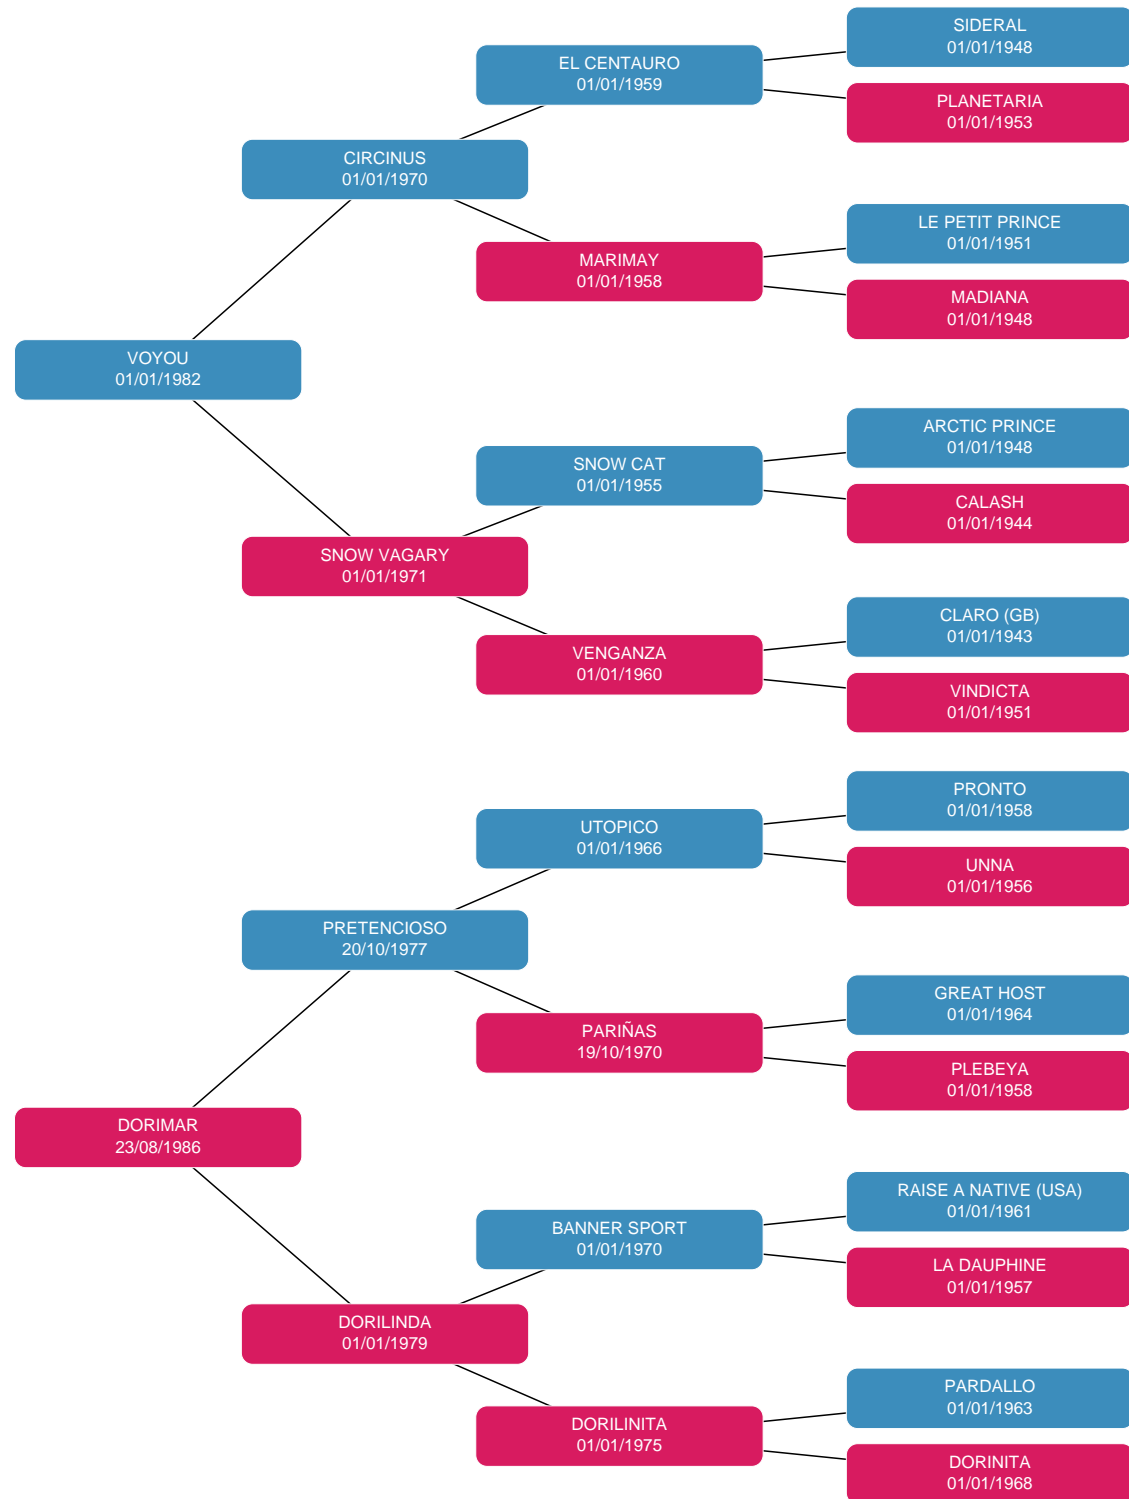 SIDERAL
01/01/1948
EL CENTAURO
01/01/1959
PLANETARIA
01/01/1953
CIRCINUS
01/01/1970
LE PETIT PRINCE
01/01/1951
MARIMAY
01/01/1958
MADIANA
01/01/1948
VOYOU
01/01/1982
ARCTIC PRINCE
01/01/1948
SNOW CAT
01/01/1955
CALASH
01/01/1944
SNOW VAGARY
01/01/1971
CLARO (GB)
01/01/1943
VENGANZA
01/01/1960
VINDICTA
01/01/1951
PRONTO
01/01/1958
UTOPICO
01/01/1966
UNNA
01/01/1956
PRETENCIOSO
20/10/1977
GREAT HOST
01/01/1964
PARIÑAS
19/10/1970
PLEBEYA
01/01/1958
DORIMAR
23/08/1986
RAISE A NATIVE (USA)
01/01/1961
BANNER SPORT
01/01/1970
LA DAUPHINE
01/01/1957
DORILINDA
01/01/1979
PARDALLO
01/01/1963
DORILINITA
01/01/1975
DORINITA
01/01/1968